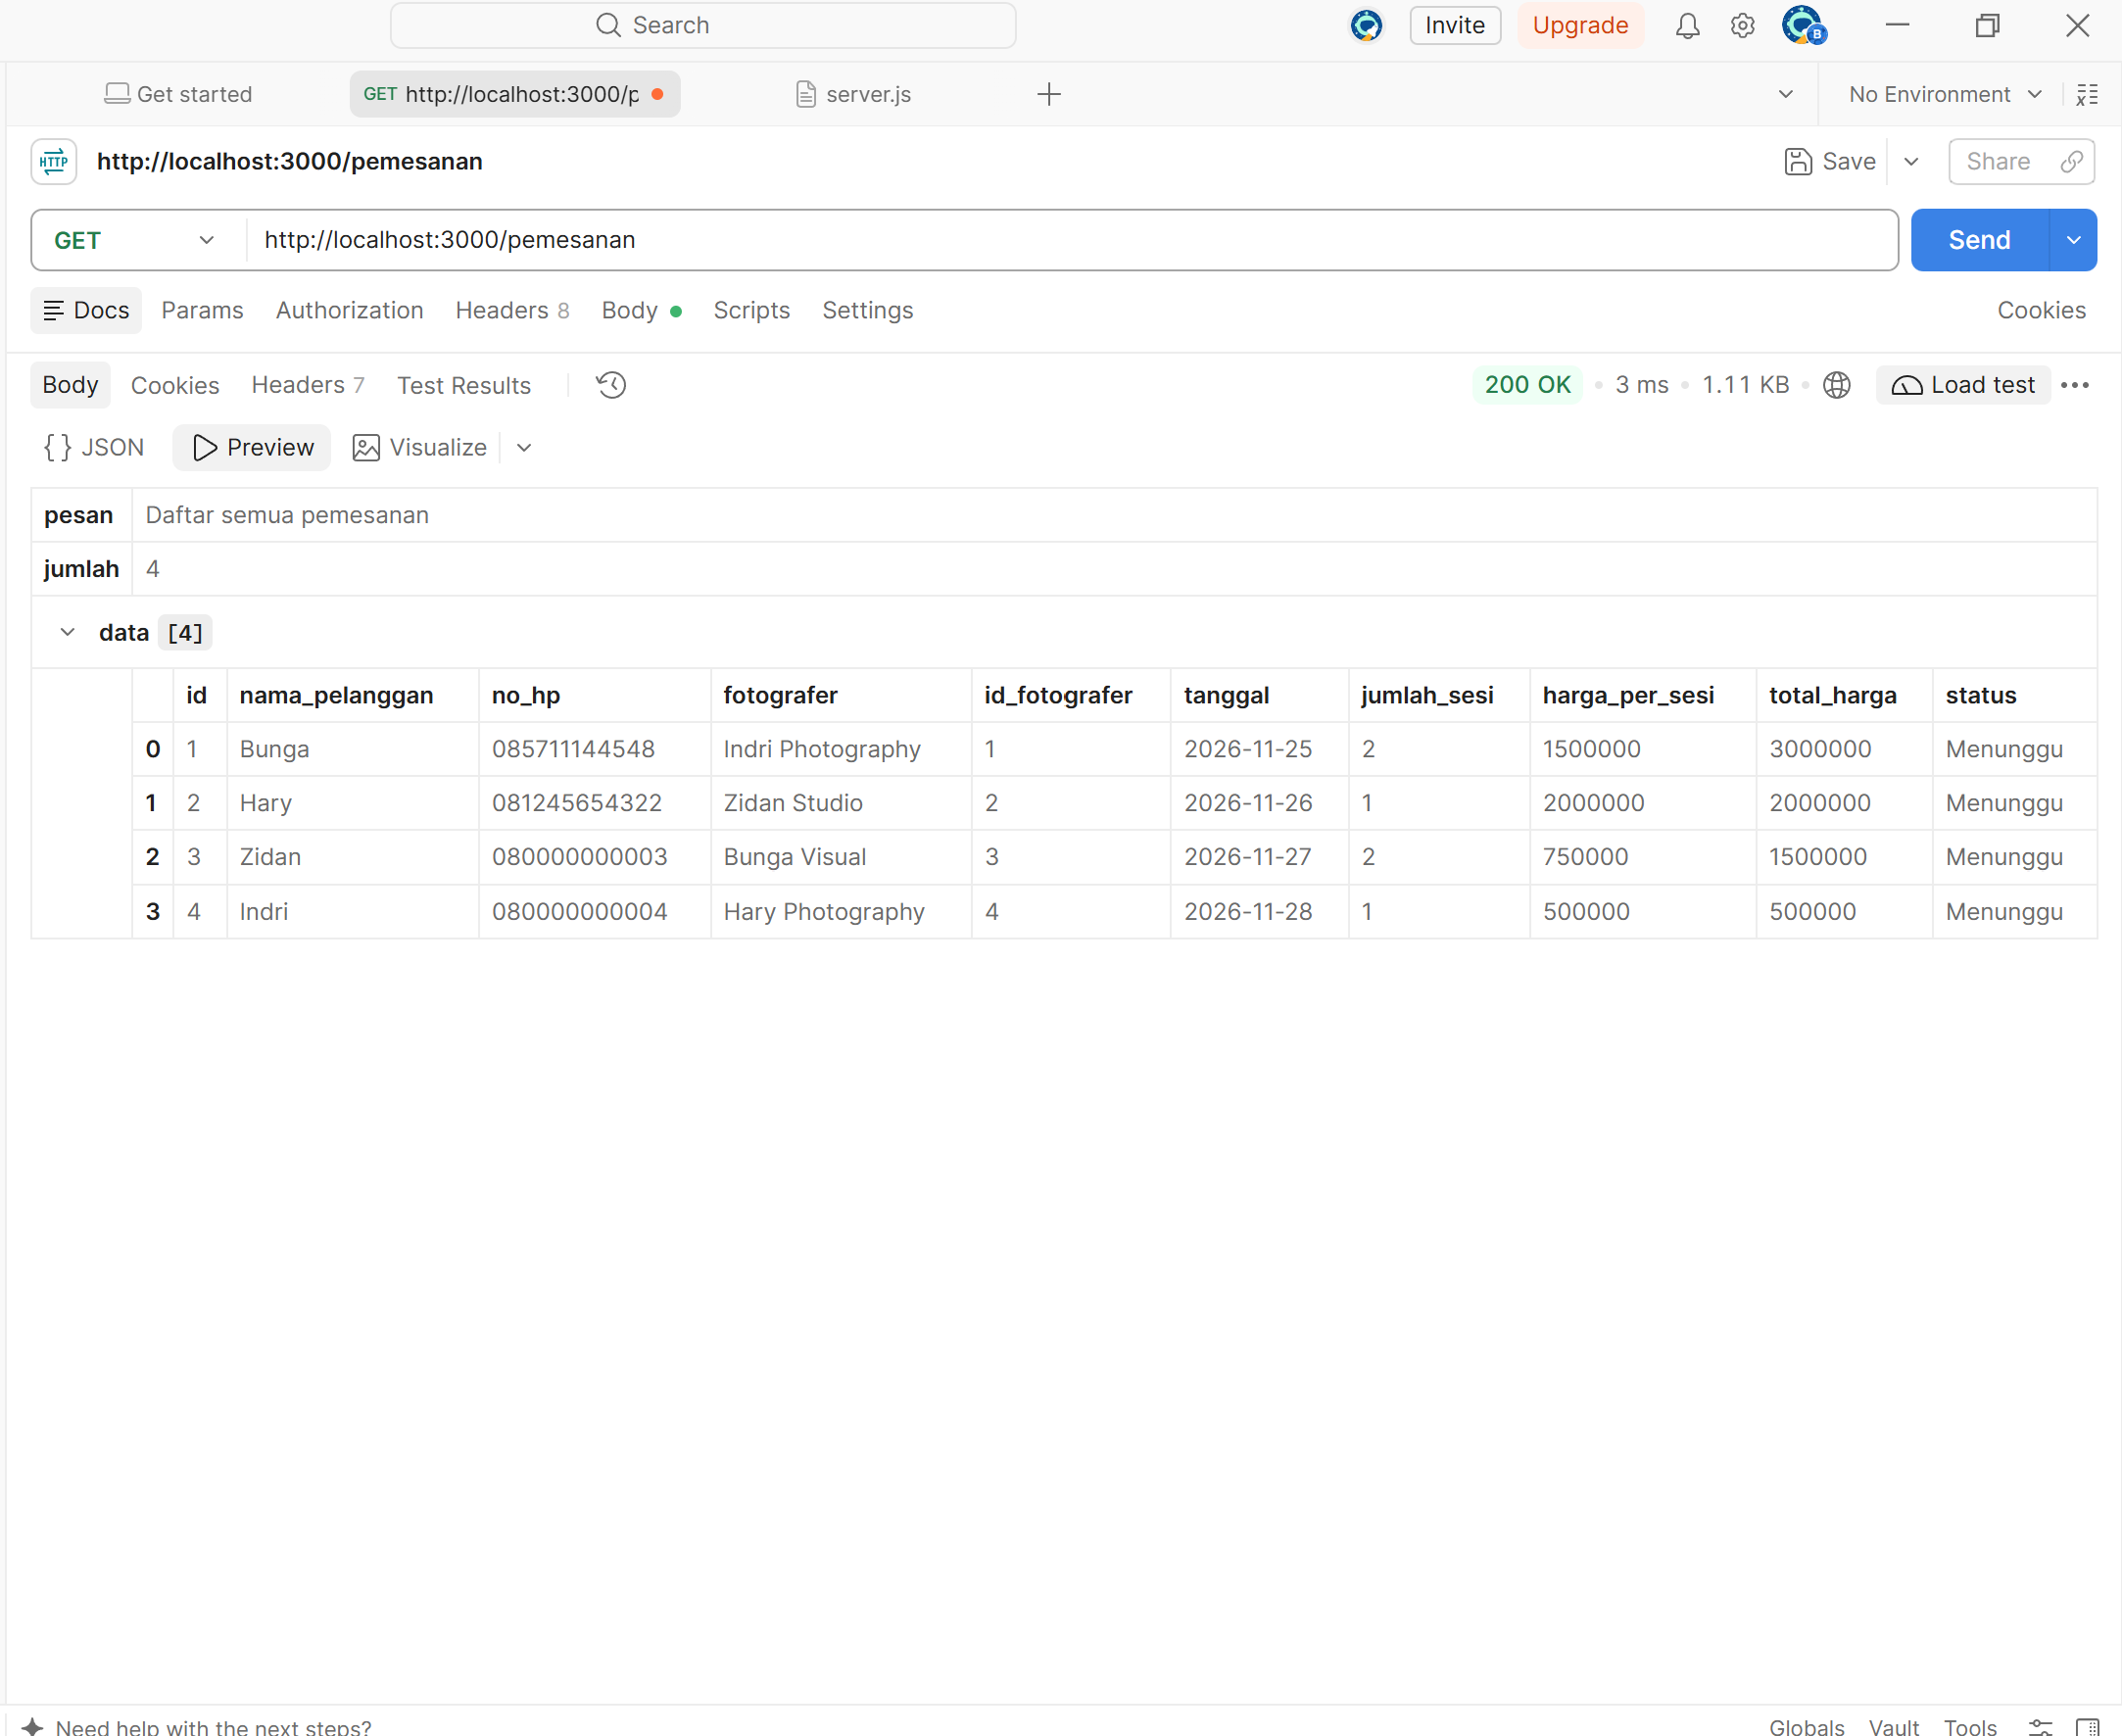 Search
Invite
Upgrade
B
Get started
GET http://localhost:3000/p
server.js
No Environment
HTTP
http://localhost:3000/pemesanan
Save
Share
GET
http://localhost:3000/pemesanan
Send
Docs Params Authorization Headers 8 Body Scripts Settings Cookies
Body Cookies Headers 7 Test Results 200 OK 3 ms 1.11 KB Load test
{ } JSON Preview Visualize
pesan Daftar semua pemesanan
jumlah 4
data [4]
id nama_pelanggan no_hp fotografer id_fotografer tanggal jumlah_sesi harga_per_sesi total_harga status
0 1 Bunga 085711144548 Indri Photography 1 2026-11-25 2 1500000 3000000 Menunggu
1 2 Hary 081245654322 Zidan Studio 2 2026-11-26 1 2000000 2000000 Menunggu
2 3 Zidan 080000000003 Bunga Visual 3 2026-11-27 2 750000 1500000 Menunggu
3 4 Indri 080000000004 Hary Photography 4 2026-11-28 1 500000 500000 Menunggu
Need help with the next steps? Globals Vault Tools